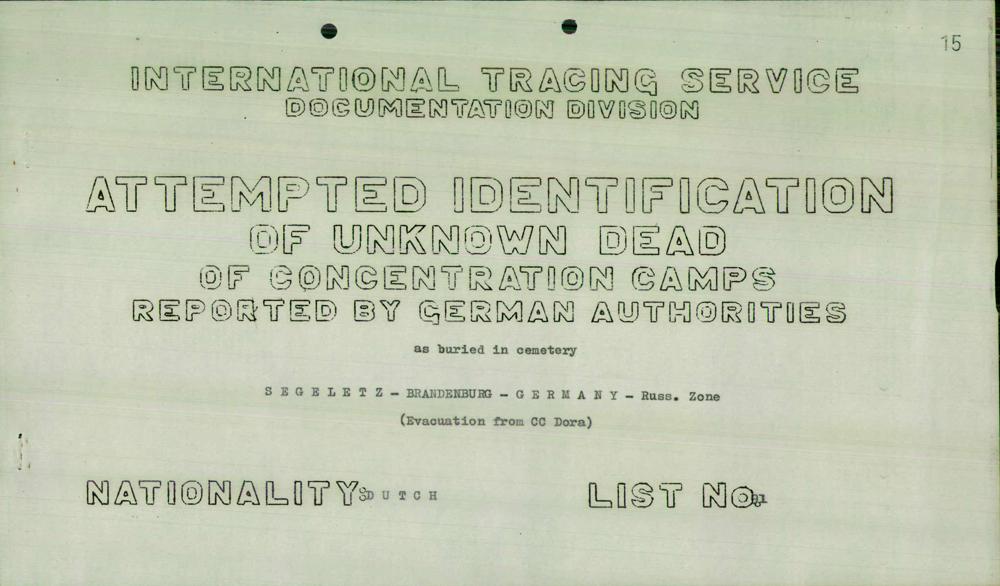 15
INTERNATIONAL TRACING SERVICE
DOCUMENTATION DIVISION
ATTEMPTED IDENTIFICATION
OF UNKNOWN DEAD
OF CONCENTRATION CAMPS
REPORTED BY GERMAN AUTHORITIES
as buried in cemetery
S E G E L E T Z - BRANDENBURG - G E R M A N Y - Russ. Zone
(Evacuation from CC Dora)
NATIONALITY: D U T C H
LIST NO.